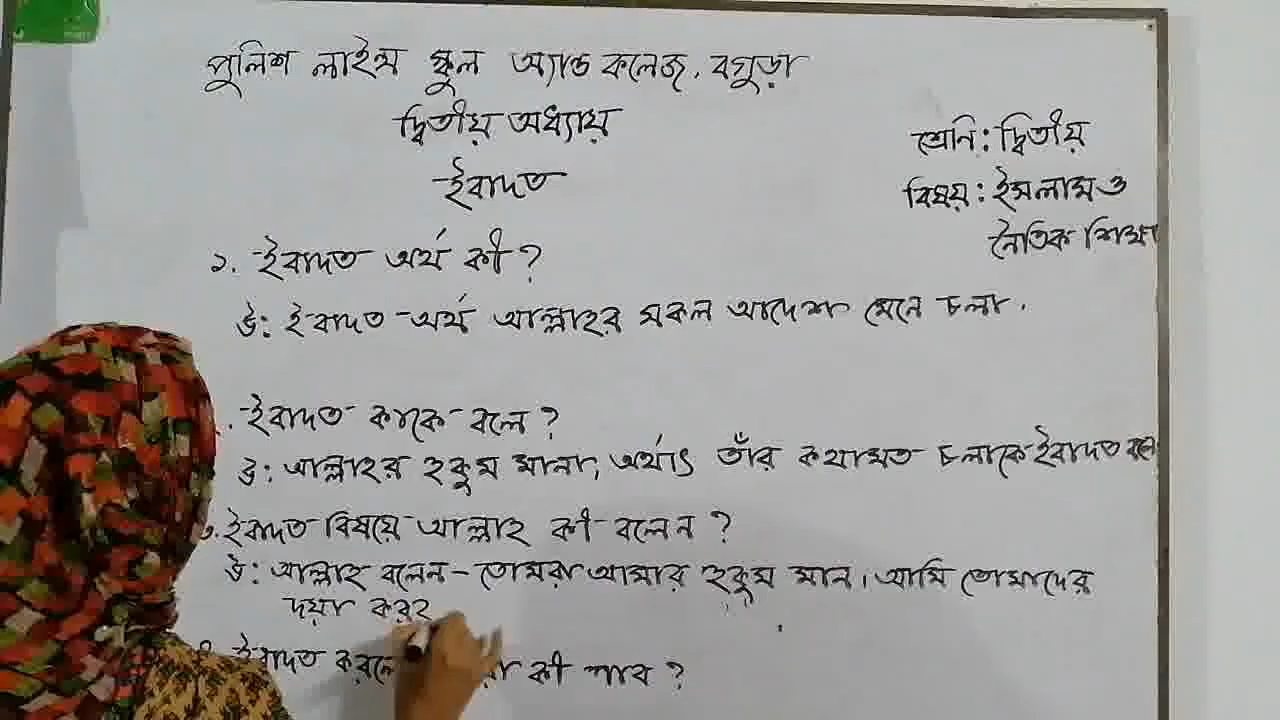 পুলিশ লাইন্স স্কুল অ্যান্ড কলেজ, বগুড়া
দ্বিতীয় অধ্যায়
ইবাদত
শ্রেনি: দ্বিতীয়
বিষয়: ইসলাম ও
নৈতিক শিক্ষা
১. ইবাদত অর্থ কী?
উ: ইবাদত অর্থ আল্লাহর সকল আদেশ মেনে চলা.
. ইবাদত কাকে বলে?
উ: আল্লাহর হুকুম মানা, অর্থাৎ তাঁর কথামত চলাকে ইবাদত বলে
৩. ইবাদত বিষয়ে আল্লাহ কী বলেন?
উ: আল্লাহ বলেন - তোমরা আমার হুকুম মান, আমি তোমাদের
দয়া
ইবাদত কী পাব?